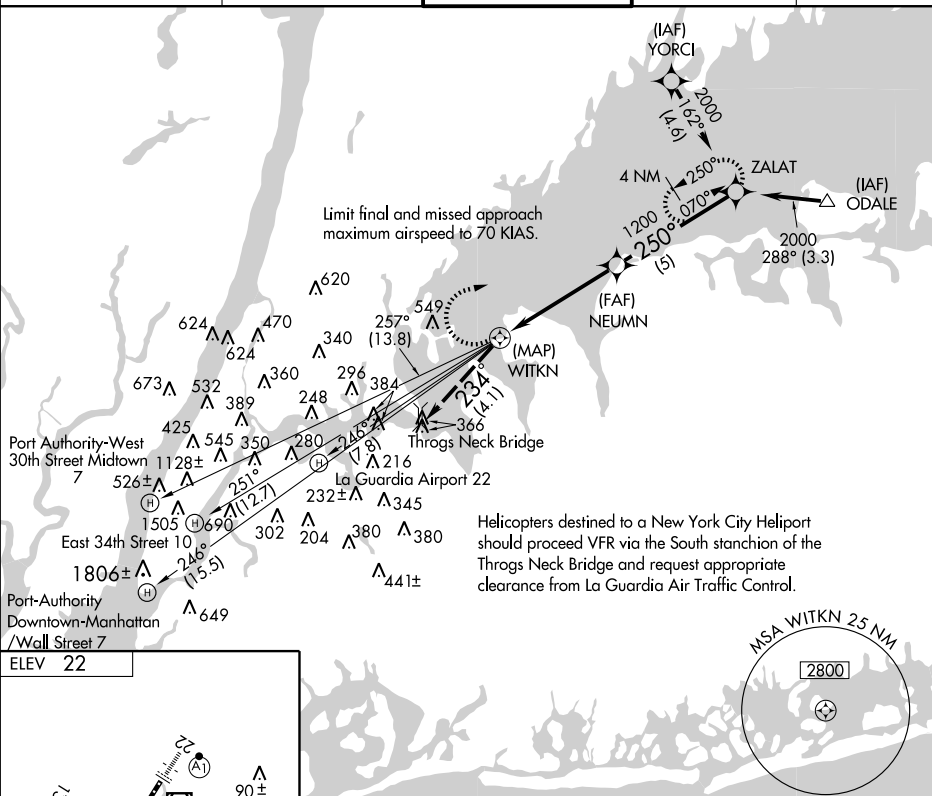 (IAF)
YORCI
2000
162°
(4.6)
ZALAT
4 NM
250°
070°
(IAF)
ODALE
2000
288° (3.3)
1200
250°
(5)
(FAF)
NEUMN
Limit final and missed approach
maximum airspeed to 70 KIAS.
620
549
624
624
470
257°
(13.8)
340
(MAP)
WITKN
673
532
360
296
384
234°
(4.1)
389
248
425
545
350
280
246°
(7.8)
366
Throgs Neck Bridge
Port Authority-West
30th Street Midtown
7
1128±
526±
251°
(12.7)
H
216
La Guardia Airport 22
H
1505
H
690
302
204
232±
345
380
380
East 34th Street 10
246°
(15.5)
441±
1806±
H
649
Port-Authority
Downtown-Manhattan
/Wall Street 7
Helicopters destined to a New York City Heliport
should proceed VFR via the South stanchion of the
Throgs Neck Bridge and request appropriate
clearance from La Guardia Air Traffic Control.
MSA WITKN 25 NM
2800
ELEV 22
22
A1
90±